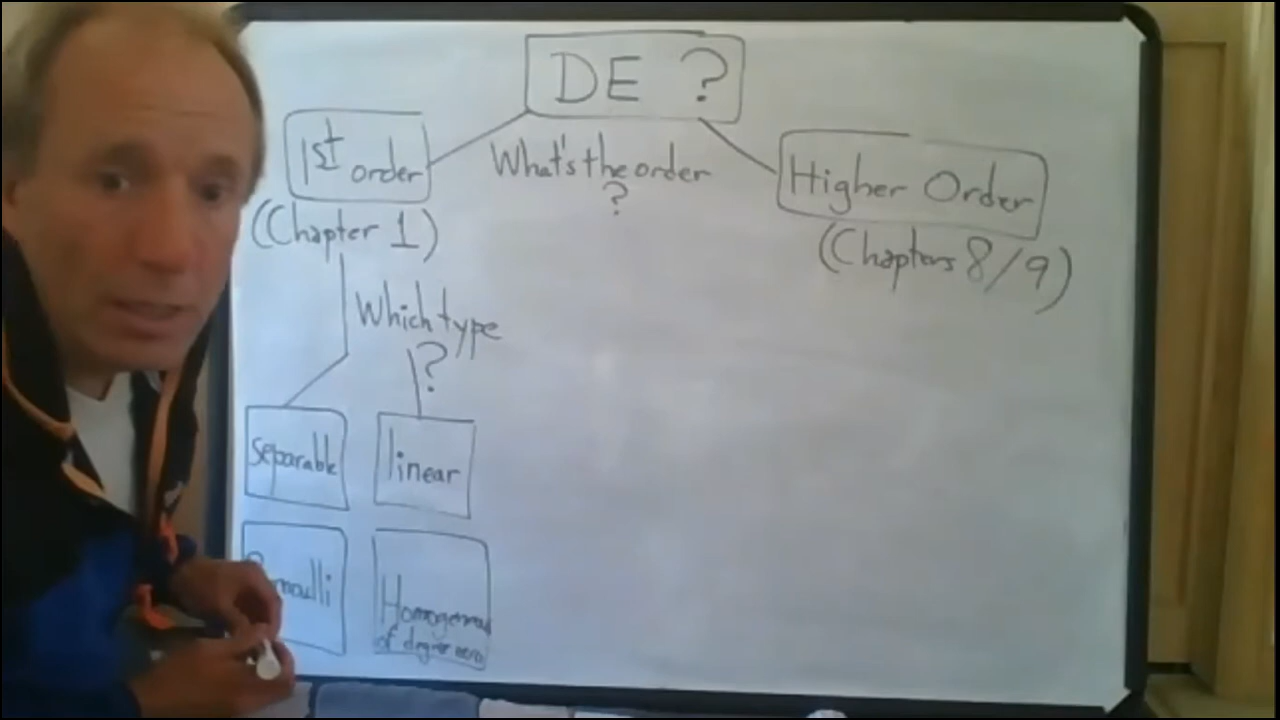 DE ?
1st order
What's the order
?
Higher Order
(Chapter 1)
(Chapters 8/9)
Which type
?
Separable
linear
Homogeneous
of degree zero